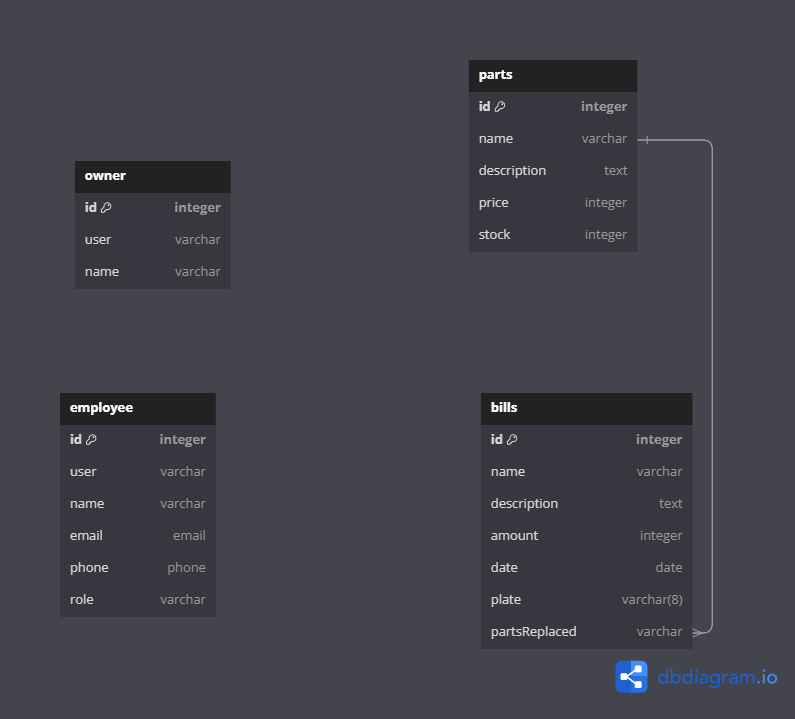 parts
id integer
name varchar
description text
price integer
stock integer
owner
id integer
user varchar
name varchar
employee
id integer
user varchar
name varchar
email email
phone phone
role varchar
bills
id integer
name varchar
description text
amount integer
date date
plate varchar(8)
partsReplaced varchar
dbdiagram.io